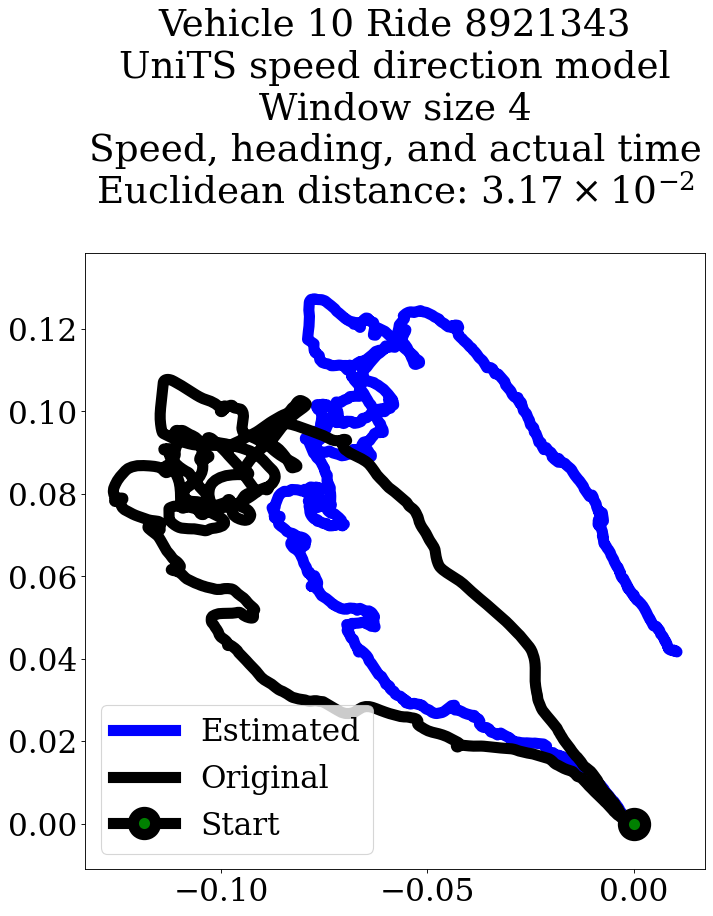 Vehicle 10 Ride 8921343
UniTS speed direction model
Window size 4
Speed, heading, and actual time
Euclidean distance: 3.17 × 10⁻²
0.12
0.10
0.08
0.06
0.04
0.02
0.00
Estimated
Original
Start
−0.10 −0.05 0.00